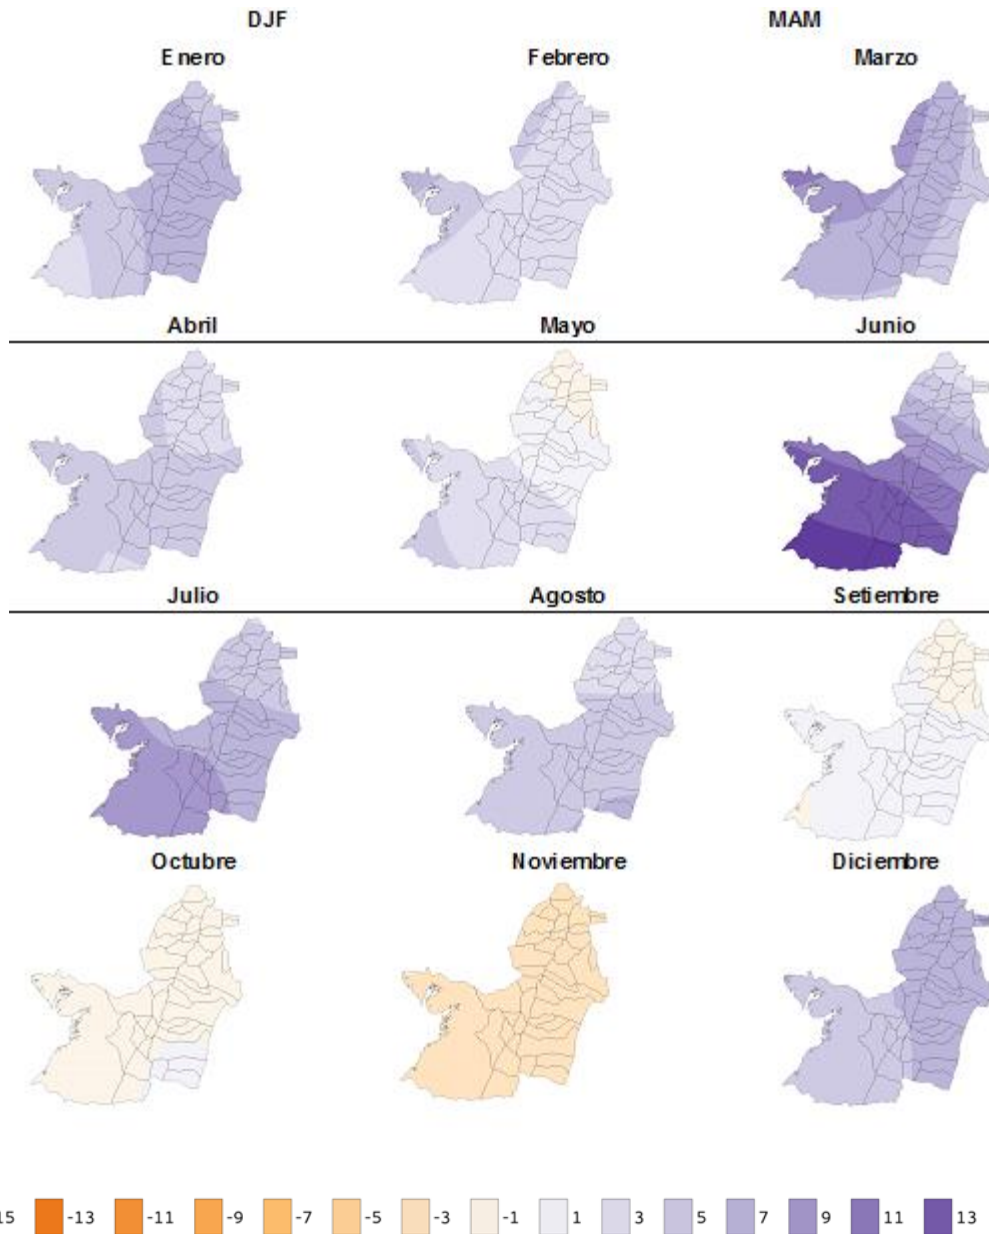 DJF MAM
Enero Febrero Marzo
Abril Mayo Junio
Julio Agosto Setiembre
Octubre Noviembre Diciembre
15 -13 -11 -9 -7 -5 -3 -1 1 3 5 7 9 11 13